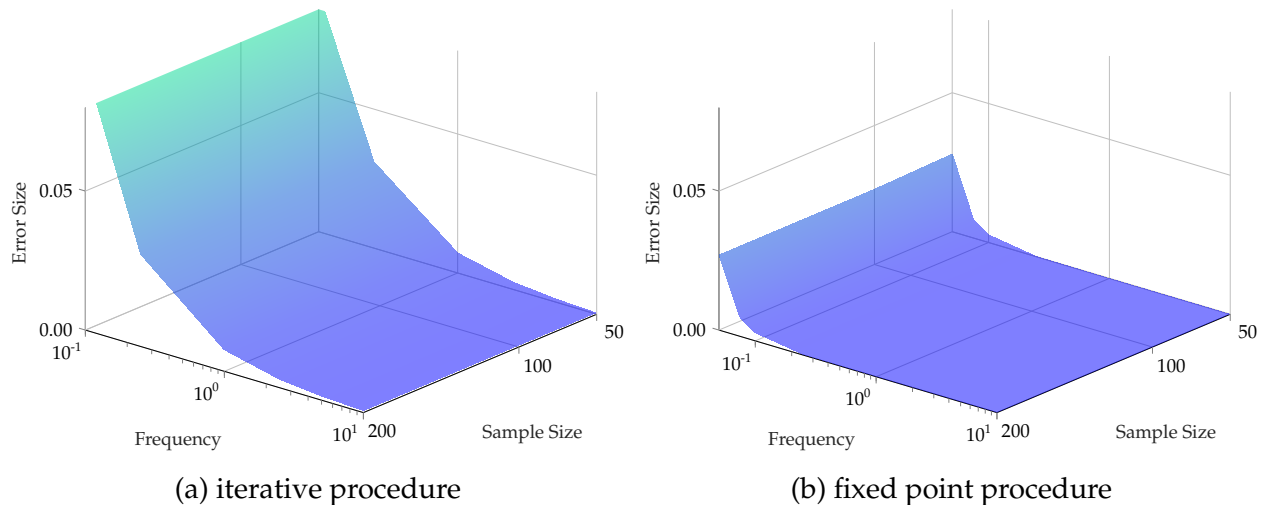 Error Size
0.05
0.00
10⁻¹
10⁰
10¹
Frequency
200
100
50
Sample Size
(a) iterative procedure
Error Size
0.05
0.00
10⁻¹
10⁰
10¹
Frequency
200
100
50
Sample Size
(b) fixed point procedure